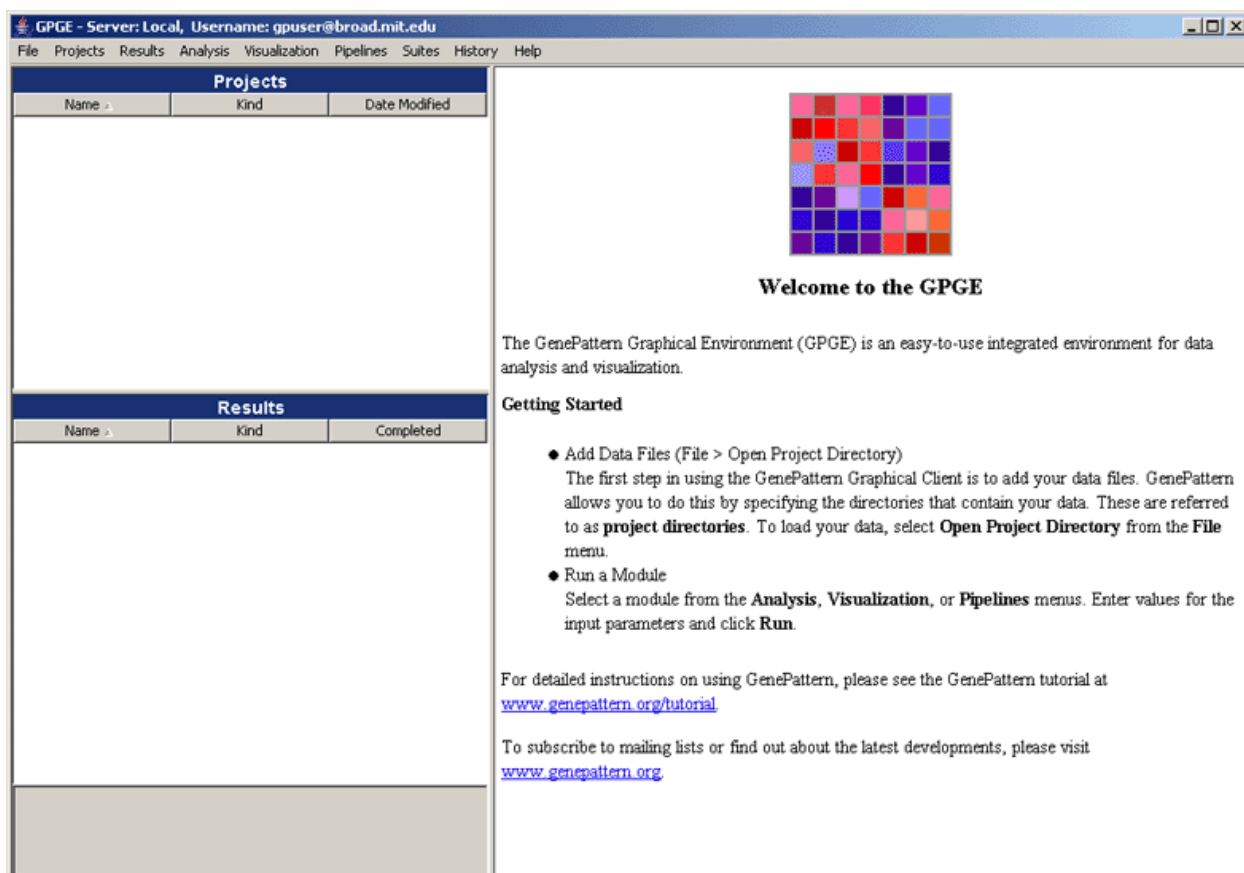 GPGE - Server: Local, Username: gpuser@broad.mit.edu
File Projects Results Analysis Visualization Pipelines Suites History Help
Projects
Name Kind Date Modified
Results
Name Kind Completed
Welcome to the GPGE
The GenePattern Graphical Environment (GPGE) is an easy-to-use integrated environment for data
analysis and visualization.
Getting Started
● Add Data Files (File > Open Project Directory)
The first step in using the GenePattern Graphical Client is to add your data files. GenePattern
allows you to do this by specifying the directories that contain your data. These are referred
to as project directories. To load your data, select Open Project Directory from the File
menu.
● Run a Module
Select a module from the Analysis, Visualization, or Pipelines menus. Enter values for the
input parameters and click Run.
For detailed instructions on using GenePattern, please see the GenePattern tutorial at
www.genepattern.org/tutorial.
To subscribe to mailing lists or find out about the latest developments, please visit
www.genepattern.org.